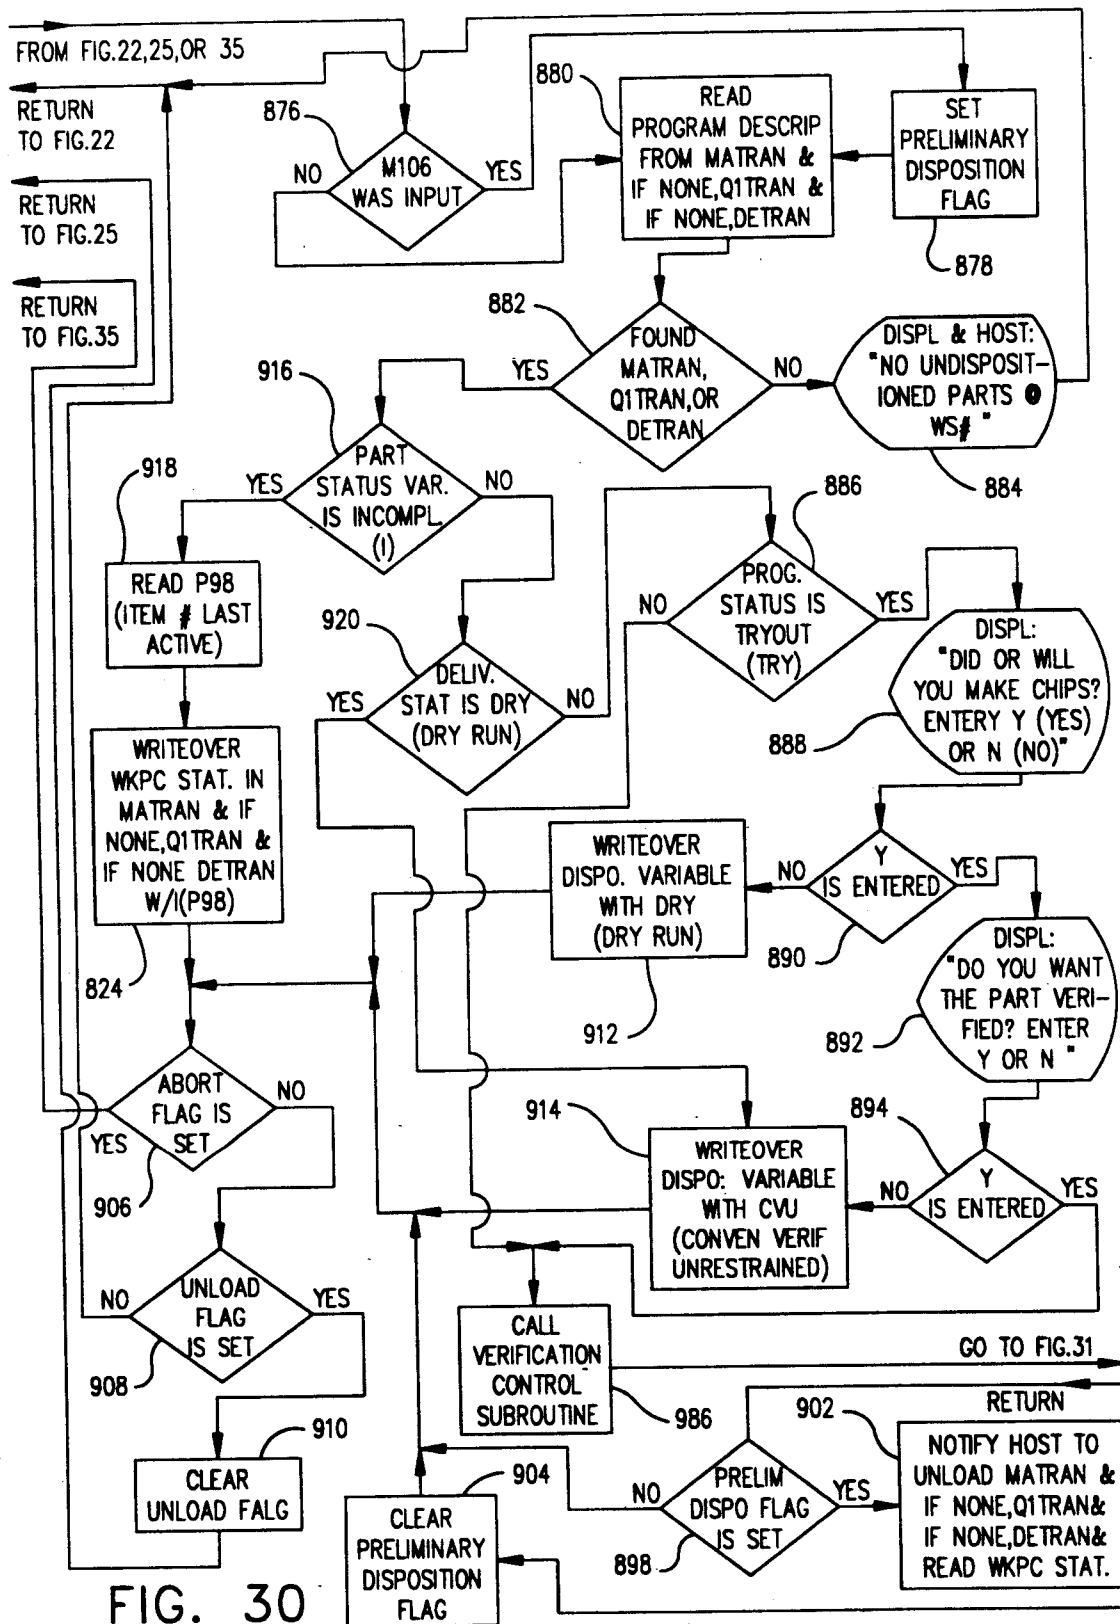 FROM FIG.22,25,OR 35
RETURN
TO FIG.22
RETURN
TO FIG.25
RETURN
TO FIG.35
876
M106
WAS INPUT
NO
YES
880
READ
PROGRAM DESCRIP
FROM MATRAN &
IF NONE,Q1TRAN &
IF NONE,DETRAN
SET
PRELIMINARY
DISPOSITION
FLAG
878
882
FOUND
MATRAN,
Q1TRAN,OR
DETRAN
YES
NO
DISPL & HOST:
"NO UNDISPOSIT-
IONED PARTS @
WS# "
884
916
PART
STATUS VAR.
IS INCOMPL.
(I)
YES
NO
918
READ P98
(ITEM # LAST
ACTIVE)
920
DELIV.
STAT IS DRY
(DRY RUN)
YES
NO
886
PROG.
STATUS IS
TRYOUT
(TRY)
NO
YES
DISPL:
"DID OR WILL
YOU MAKE CHIPS?
ENTERY Y (YES)
OR N (NO)"
888
WRITEOVER
WKPC STAT. IN
MATRAN & IF
NONE,Q1TRAN &
IF NONE DETRAN
W/I(P98)
824
WRITEOVER
DISPO. VARIABLE
WITH DRY
(DRY RUN)
912
Y
IS ENTERED
NO
YES
890
DISPL:
"DO YOU WANT
THE PART VERI-
FIED? ENTER
Y OR N "
892
ABORT
FLAG IS
SET
YES
NO
906
914
WRITEOVER
DISPO: VARIABLE
WITH CVU
(CONVEN VERIF
UNRESTRAINED)
894
Y
IS ENTERED
NO
YES
UNLOAD
FLAG
IS SET
NO
YES
908
CALL
VERIFICATION
CONTROL
SUBROUTINE
986
GO TO FIG.31
RETURN
910
CLEAR
UNLOAD FALG
904
CLEAR
PRELIMINARY
DISPOSITION
FLAG
PRELIM
DISPO FLAG
IS SET
NO
YES
898
902
NOTIFY HOST TO
UNLOAD MATRAN &
IF NONE,Q1TRAN&
IF NONE,DETRAN&
READ WKPC STAT.
FIG. 30